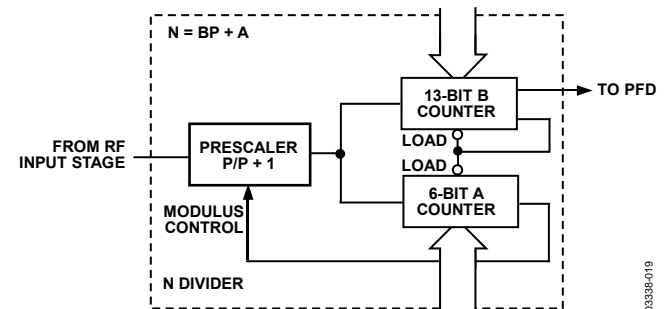 N = BP + A
13-BIT B
COUNTER
TO PFD
LOAD
FROM RF
INPUT STAGE
PRESCALER
P/P + 1
LOAD
6-BIT A
COUNTER
MODULUS
CONTROL
N DIVIDER
03338-019